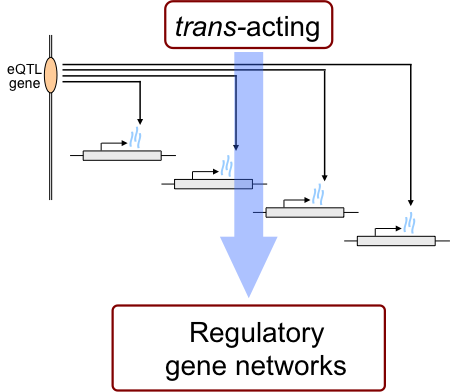 trans-acting
eQTL
gene
Regulatory
gene networks